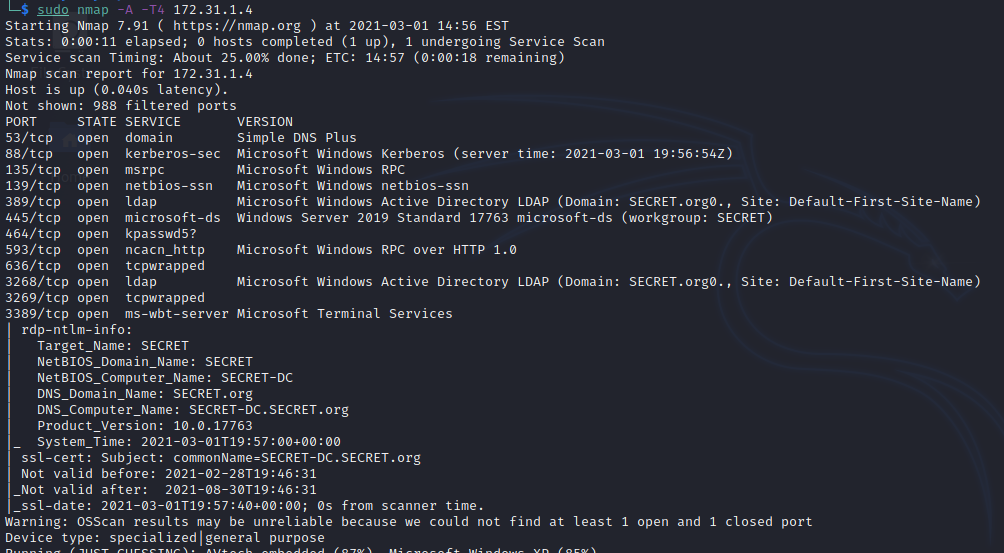 └─$ sudo nmap -A -T4 172.31.1.4
Starting Nmap 7.91 ( https://nmap.org ) at 2021-03-01 14:56 EST
Stats: 0:00:11 elapsed; 0 hosts completed (1 up), 1 undergoing Service Scan
Service scan Timing: About 25.00% done; ETC: 14:57 (0:00:18 remaining)
Nmap scan report for 172.31.1.4
Host is up (0.040s latency).
Not shown: 988 filtered ports
PORT     STATE SERVICE       VERSION
53/tcp   open  domain        Simple DNS Plus
88/tcp   open  kerberos-sec  Microsoft Windows Kerberos (server time: 2021-03-01 19:56:54Z)
135/tcp  open  msrpc         Microsoft Windows RPC
139/tcp  open  netbios-ssn   Microsoft Windows netbios-ssn
389/tcp  open  ldap          Microsoft Windows Active Directory LDAP (Domain: SECRET.org0., Site: Default-First-Site-Name)
445/tcp  open  microsoft-ds  Windows Server 2019 Standard 17763 microsoft-ds (workgroup: SECRET)
464/tcp  open  kpasswd5?
593/tcp  open  ncacn_http    Microsoft Windows RPC over HTTP 1.0
636/tcp  open  tcpwrapped
3268/tcp open  ldap          Microsoft Windows Active Directory LDAP (Domain: SECRET.org0., Site: Default-First-Site-Name)
3269/tcp open  tcpwrapped
3389/tcp open  ms-wbt-server Microsoft Terminal Services
| rdp-ntlm-info:
|   Target_Name: SECRET
|   NetBIOS_Domain_Name: SECRET
|   NetBIOS_Computer_Name: SECRET-DC
|   DNS_Domain_Name: SECRET.org
|   DNS_Computer_Name: SECRET-DC.SECRET.org
|   Product_Version: 10.0.17763
|_  System_Time: 2021-03-01T19:57:00+00:00
| ssl-cert: Subject: commonName=SECRET-DC.SECRET.org
| Not valid before: 2021-02-28T19:46:31
|_Not valid after:  2021-08-30T19:46:31
|_ssl-date: 2021-03-01T19:57:40+00:00; 0s from scanner time.
Warning: OSScan results may be unreliable because we could not find at least 1 open and 1 closed port
Device type: specialized|general purpose
Running (JUST GUESSING): AVtech embedded (87%), Microsoft Windows XP (85%)